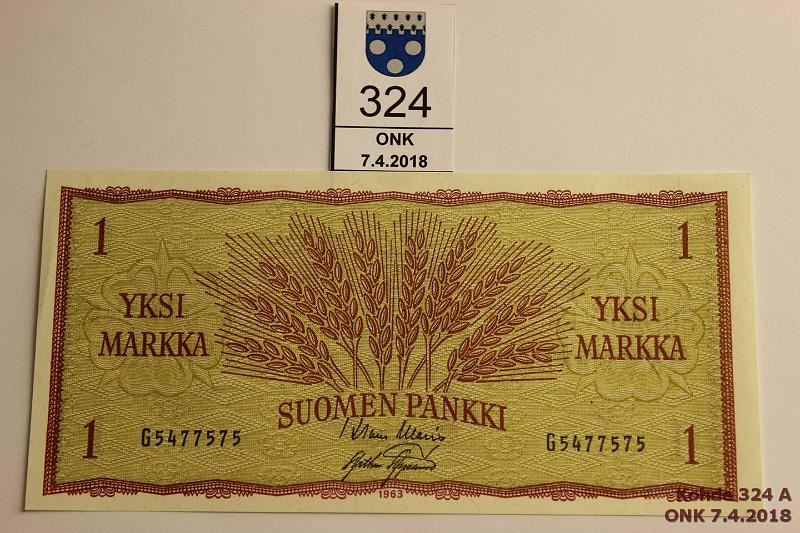 324
ONK
7.4.2018
1 1
YKSI
MARKKA
YKSI
MARKKA
SUOMEN PANKKI
1 G5477575 G5477575 1
1963
Kohde 324 A
ONK 7.4.2018